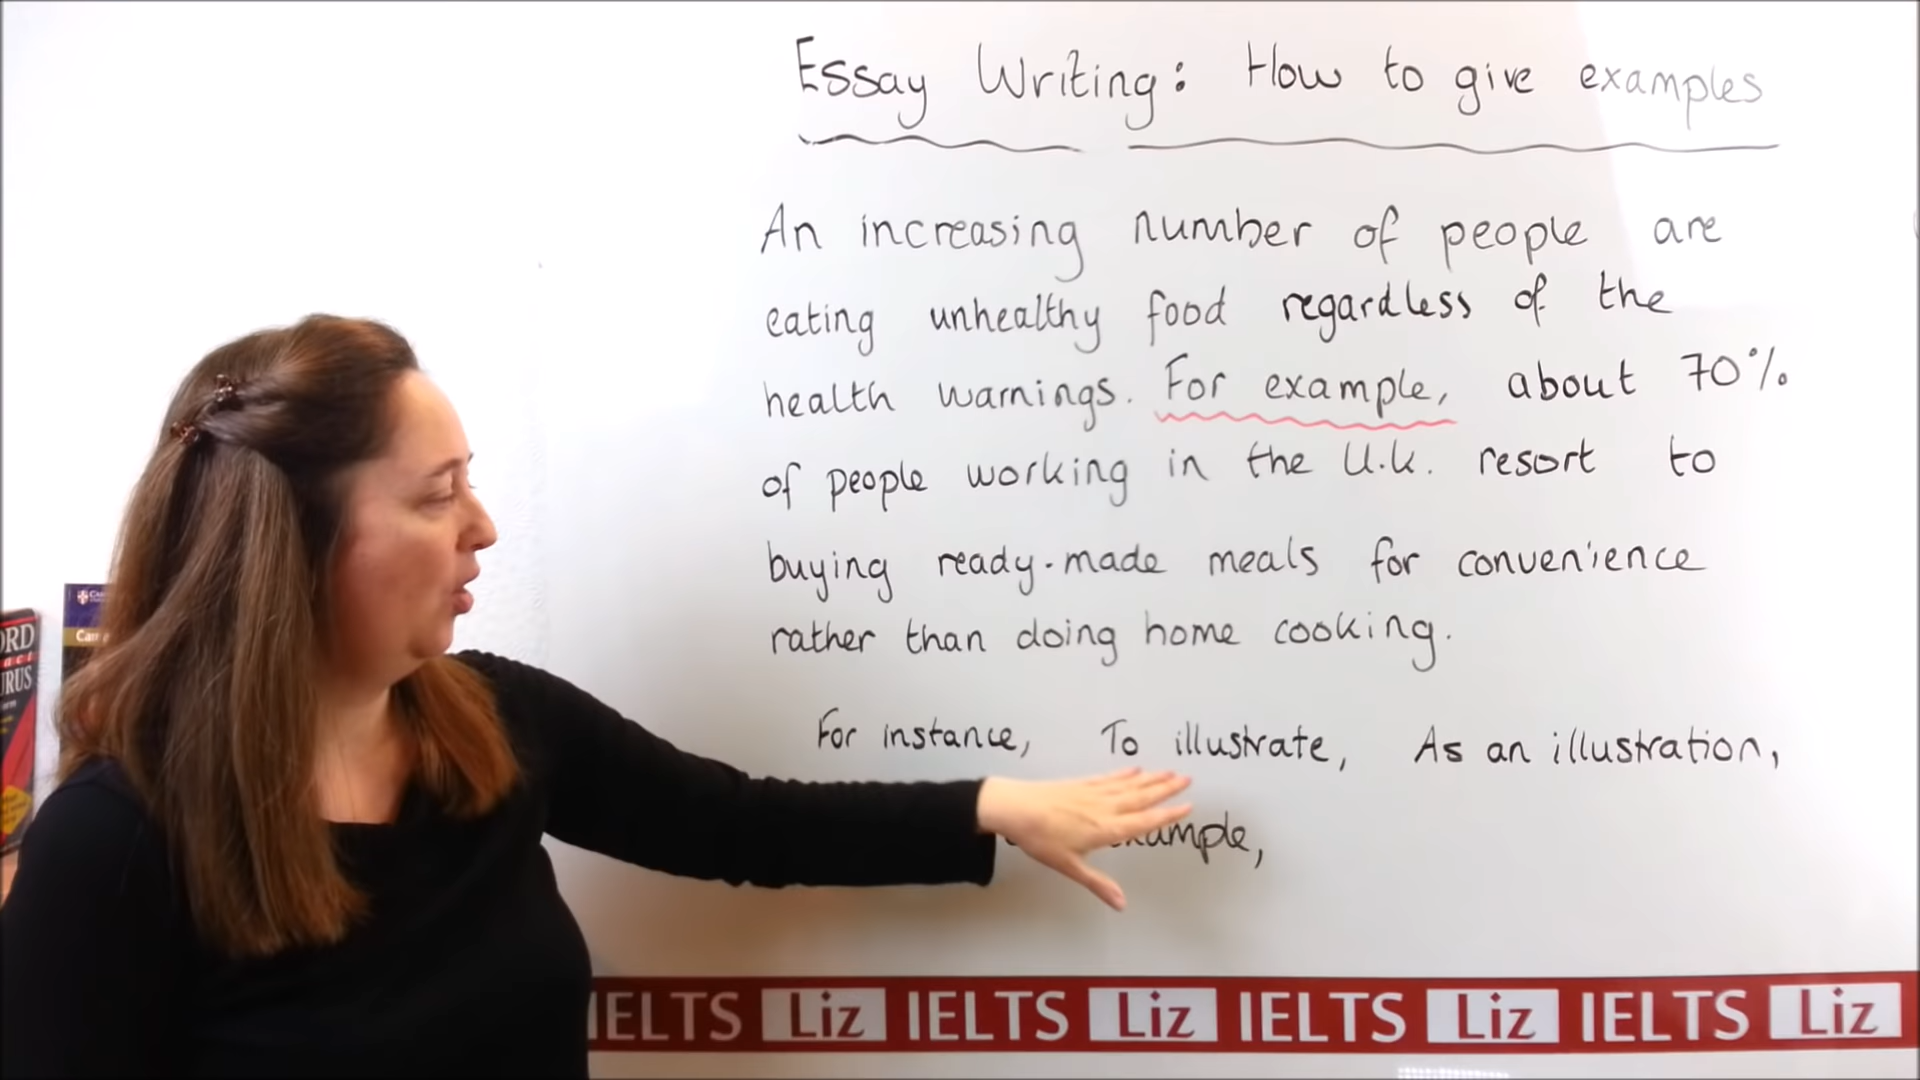 Essay Writing: How to give examples
An increasing number of people are
eating unhealthy food regardless of the
health warnings. For example, about 70%
of people working in the U.K. resort to
buying ready-made meals for convenience
rather than doing home cooking.
For instance, To illustrate, As an illustration,
IELTS Liz IELTS Liz IELTS Liz IELTS Liz